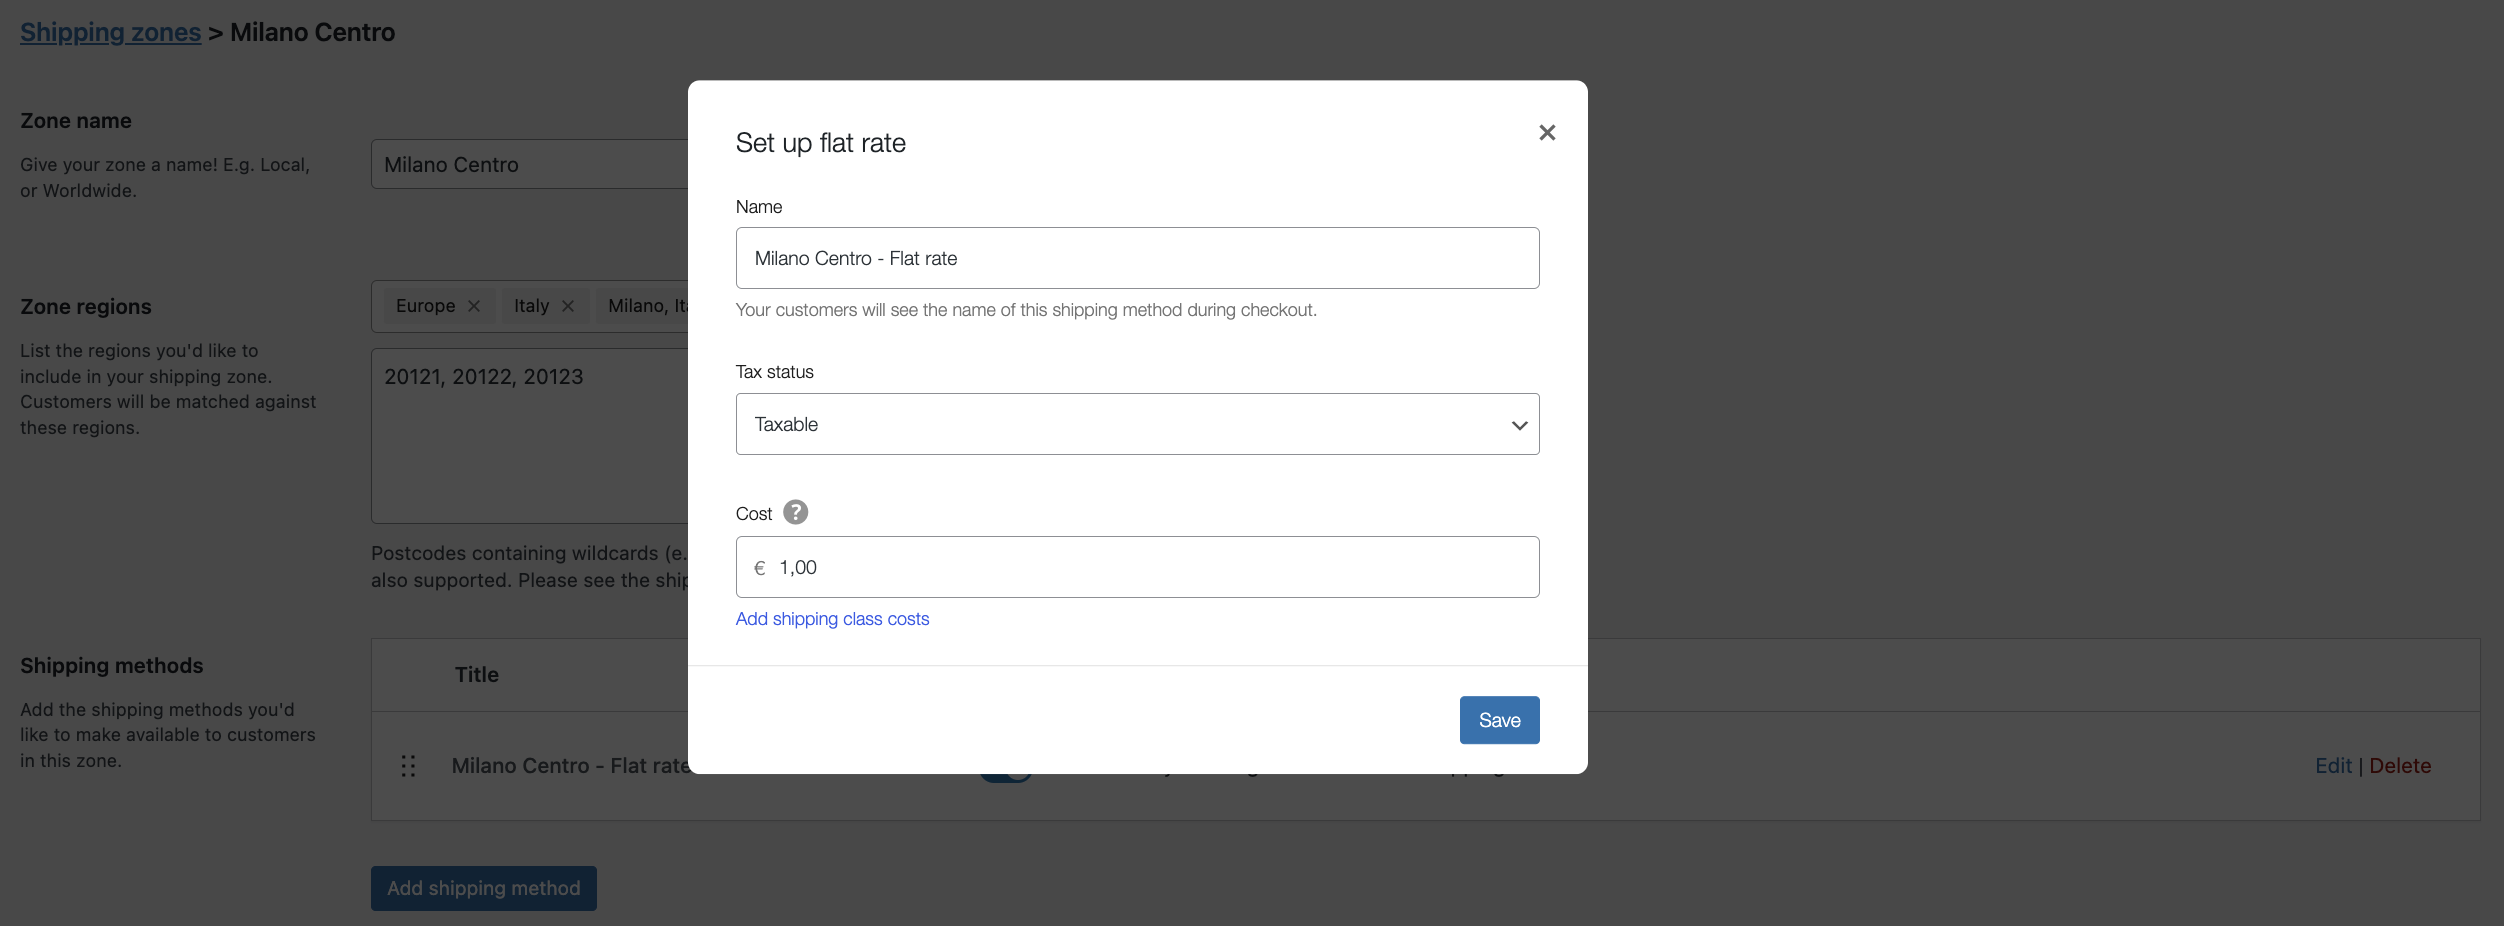 Shipping zones > Milano Centro
Zone name
Give your zone a name! E.g. Local,
or Worldwide.
Milano Centro
Zone regions
List the regions you'd like to
include in your shipping zone.
Customers will be matched against
these regions.
Europe
Italy
Milano,
20121, 20122, 20123
Postcodes containing wildcards (e.
also supported. Please see the
Shipping methods
Add the shipping methods you'd
like to make available to customers
in this zone.
Title
Milano Centro - Flat rate
Edit | Delete
Add shipping method
Set up flat rate
Name
Milano Centro - Flat rate
Your customers will see the name of this shipping method during checkout.
Tax status
Taxable
Cost ?
€ 1,00
Add shipping class costs
Save